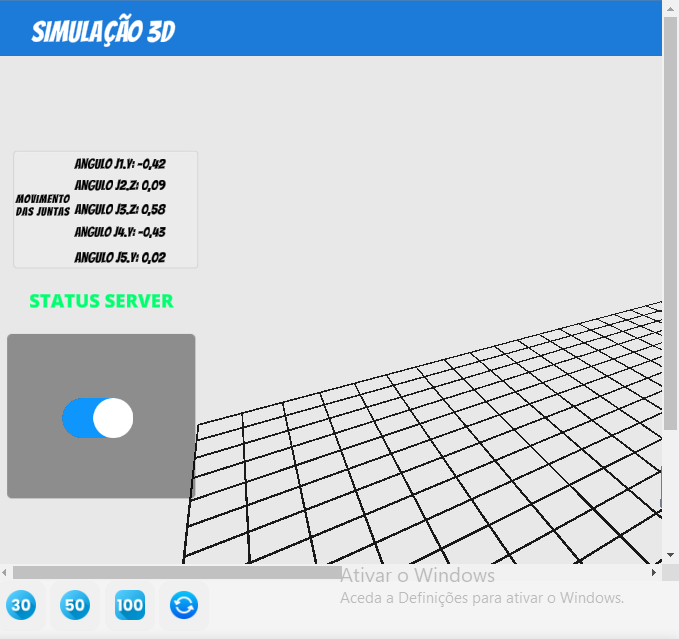 SIMULAÇÃO 3D
MOVIMENTO
DAS JUNTAS
ANGULO J1.Y: -0,42
ANGULO J2.Z: 0,09
ANGULO J3.Z: 0,58
ANGULO J4.Y: -0,43
ANGULO J5.Y: 0,02
STATUS SERVER
Ativar o Windows
Aceda a Definições para ativar o Windows.
30
50
100